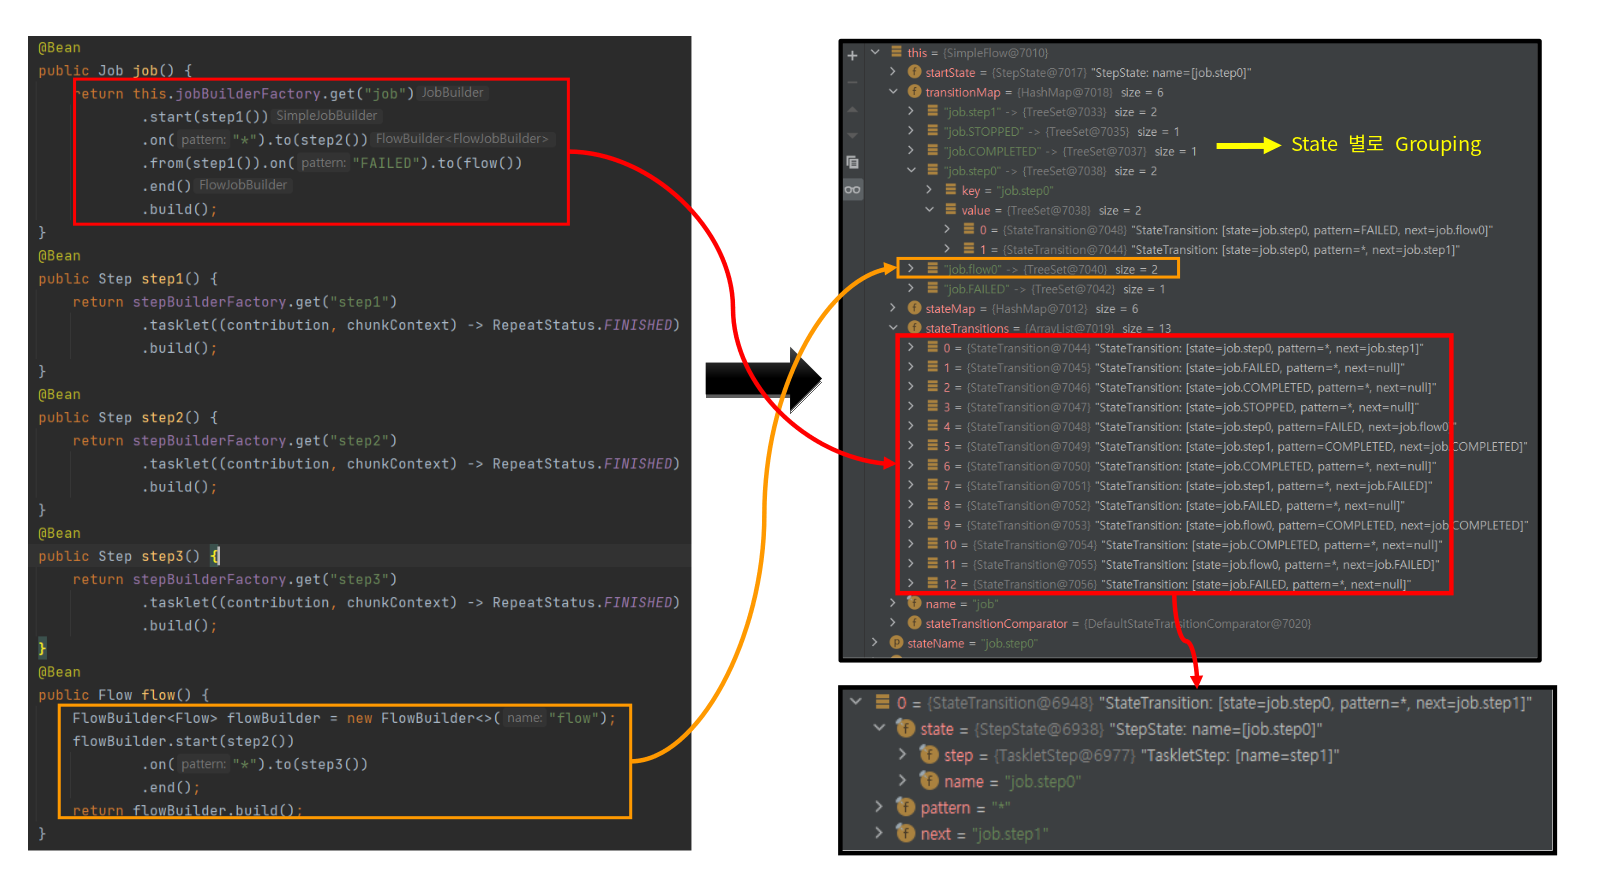 @Bean
public Job job() {
return this.jobBuilderFactory.get("job") JobBuilder
.start(step1()) SimpleJobBuilder
.on( pattern: "*").to(step2()) FlowBuilder<FlowJobBuilder>
.from(step1()).on( pattern: "FAILED").to(flow())
.end() FlowJobBuilder
.build();
}
@Bean
public Step step1() {
return stepBuilderFactory.get("step1")
.tasklet((contribution, chunkContext) -> RepeatStatus.FINISHED)
.build();
}
@Bean
public Step step2() {
return stepBuilderFactory.get("step2")
.tasklet((contribution, chunkContext) -> RepeatStatus.FINISHED)
.build();
}
@Bean
public Step step3() {
return stepBuilderFactory.get("step3")
.tasklet((contribution, chunkContext) -> RepeatStatus.FINISHED)
.build();
}
@Bean
public Flow flow() {
FlowBuilder<Flow> flowBuilder = new FlowBuilder<>( name: "flow");
flowBuilder.start(step2())
.on( pattern: "*").to(step3())
.end();
return flowBuilder.build();
}
this = {SimpleFlow@7010}
startState = {StepState@7017} "StepState: name=[job.step0]"
transitionMap = {HashMap@7018} size = 6
"job.step1" -> {TreeSet@7033} size = 2
"job.STOPPED" -> {TreeSet@7035} size = 1
"job.COMPLETED" -> {TreeSet@7037} size = 1
State 별로 Grouping
"job.step0" -> {TreeSet@7038} size = 2
key = "job.step0"
value = {TreeSet@7038} size = 2
0 = {StateTransition@7048} "StateTransition: [state=job.step0, pattern=FAILED, next=job.flow0]"
1 = {StateTransition@7044} "StateTransition: [state=job.step0, pattern=*, next=job.step1]"
"job.flow0" -> {TreeSet@7040} size = 2
"job.FAILED" -> {TreeSet@7042} size = 1
stateMap = {HashMap@7012} size = 6
stateTransitions = {ArrayList@7019} size = 13
0 = {StateTransition@7044} "StateTransition: [state=job.step0, pattern=*, next=job.step1]"
1 = {StateTransition@7045} "StateTransition: [state=job.FAILED, pattern=*, next=null]"
2 = {StateTransition@7046} "StateTransition: [state=job.COMPLETED, pattern=*, next=null]"
3 = {StateTransition@7047} "StateTransition: [state=job.STOPPED, pattern=*, next=null]"
4 = {StateTransition@7048} "StateTransition: [state=job.step0, pattern=FAILED, next=job.flow0]"
5 = {StateTransition@7049} "StateTransition: [state=job.step1, pattern=COMPLETED, next=job.COMPLETED]"
6 = {StateTransition@7050} "StateTransition: [state=job.COMPLETED, pattern=*, next=null]"
7 = {StateTransition@7051} "StateTransition: [state=job.step1, pattern=*, next=job.FAILED]"
8 = {StateTransition@7052} "StateTransition: [state=job.FAILED, pattern=*, next=null]"
9 = {StateTransition@7053} "StateTransition: [state=job.flow0, pattern=COMPLETED, next=job.COMPLETED]"
10 = {StateTransition@7054} "StateTransition: [state=job.COMPLETED, pattern=*, next=null]"
11 = {StateTransition@7055} "StateTransition: [state=job.flow0, pattern=*, next=job.FAILED]"
12 = {StateTransition@7056} "StateTransition: [state=job.FAILED, pattern=*, next=null]"
name = "job"
stateTransitionComparator = {DefaultStateTransitionComparator@7020}
stateName = "job.step0"
0 = {StateTransition@6948} "StateTransition: [state=job.step0, pattern=*, next=job.step1]"
state = {StepState@6938} "StepState: name=[job.step0]"
step = {TaskletStep@6977} "TaskletStep: [name=step1]"
name = "job.step0"
pattern = "*"
next = "job.step1"